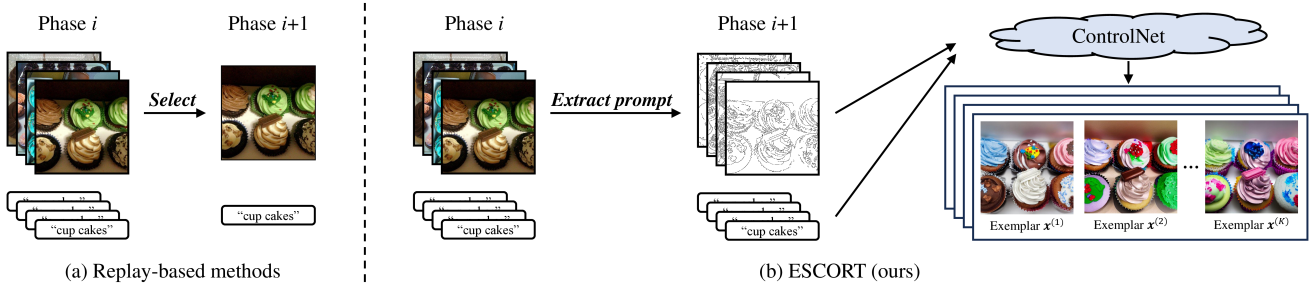 Phase i
Phase i+1
Select
“cup cakes”
“cup cakes”
(a) Replay-based methods
Phase i
Phase i+1
Extract prompt
“cup cakes”
“cup cakes”
ControlNet
...
Exemplar x⁽¹⁾
Exemplar x⁽²⁾
Exemplar x⁽ᴷ⁾
(b) ESCORT (ours)